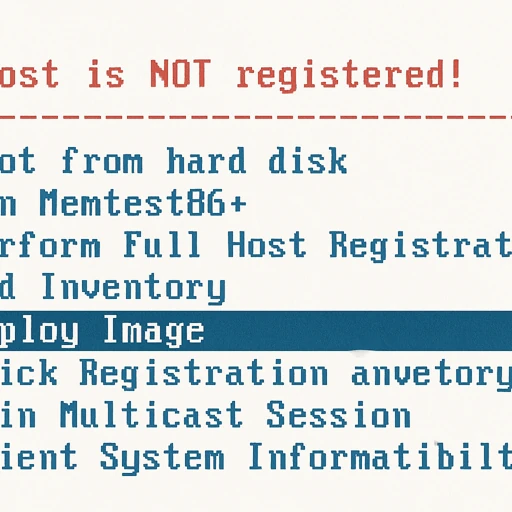 ost is NOT registered!
ot from hard disk
n Memtest86+
rform Full Host Registrat
d Inventory
ploy Image
ick Registration anvetory
in Multicast Session
ient System Informatibilt